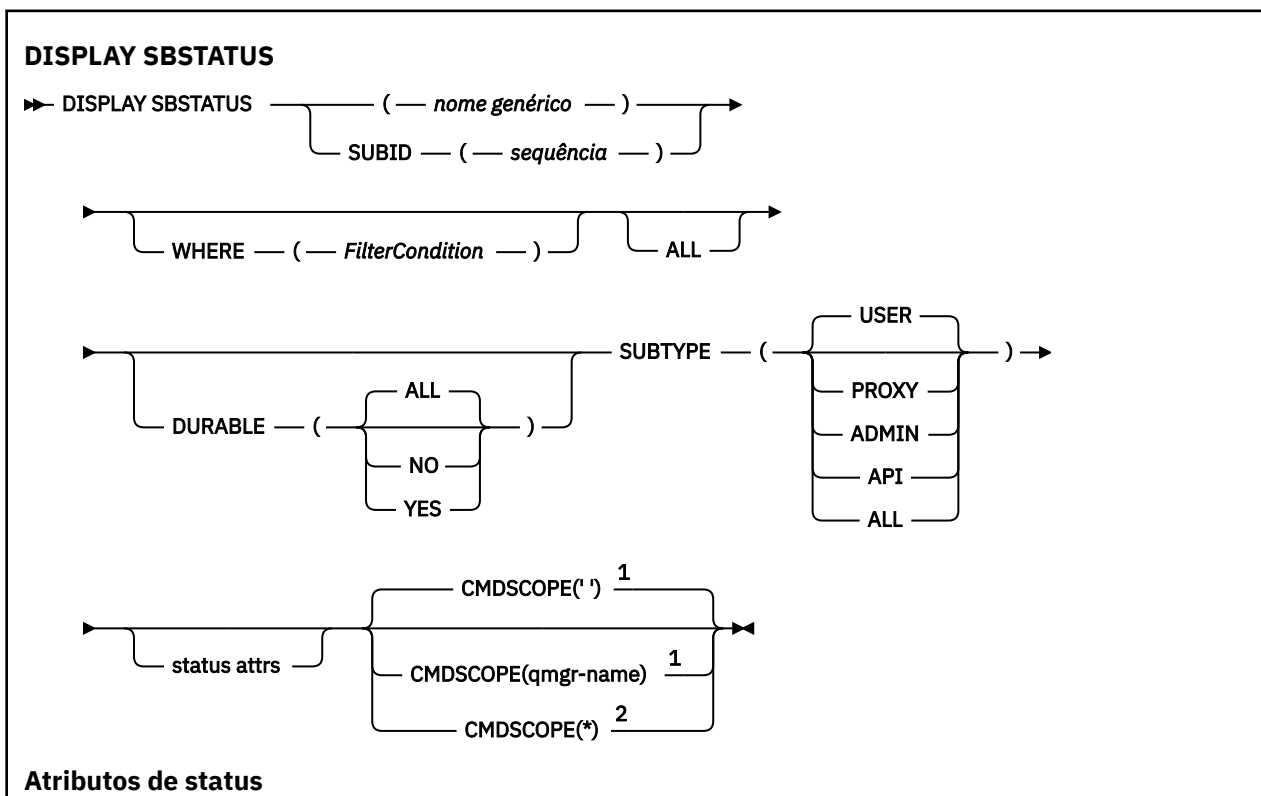 DISPLAY SBSTATUS
DISPLAY SBSTATUS ( nome genérico )
SUBID ( sequência )
WHERE ( FilterCondition ) ALL
DURABLE ( ALL NO YES ) SUBTYPE ( USER PROXY ADMIN API ALL )
status attrs
CMDSCOPE(' ') 1
CMDSCOPE(qmgr-name) 1
CMDSCOPE(*) 2
Atributos de status